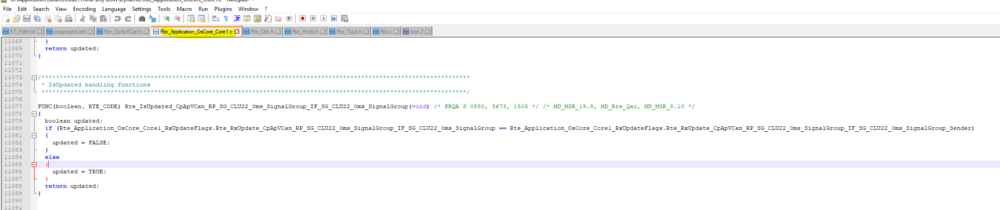 File Edit Search View Encoding Language Settings Tools Macro Run Plugins Window ?
KT_Path.txt prqaproject.xml Rte_CpApVCan.h Rte_Application_OsCore_Core1.c Rte_Cbk.h Rte_Hook.h Rte_Type.h Rte.c new 2
11068 }
11069 return updated;
11070 }
11071
11072
11073 /**********************************************************************************************************************
11074 * IsUpdated handling functions
11075 *********************************************************************************************************************/
11076
11077 FUNC(boolean, RTE_CODE) Rte_IsUpdated_CpApVCan_RP_SG_CLU22_0ms_SignalGroup_IF_SG_CLU22_0ms_SignalGroup(void) /* PRQA S 0850, 3673, 1505 */ /* MD_MSR_19.8, MD_Rte_Qac, MD_MSR_8.10 */
11078 {
11079 boolean updated;
11080 if (Rte_Application_OsCore_Core1_RxUpdateFlags.Rte_RxUpdate_CpApVCan_RP_SG_CLU22_0ms_SignalGroup_IF_SG_CLU22_0ms_SignalGroup == Rte_Application_OsCore_Core1_RxUpdateFlags.Rte_RxUpdate_CpApVCan_RP_SG_CLU22_0ms_SignalGroup_IF_SG_CLU22_0ms_SignalGroup_Sender)
11081 {
11082 updated = FALSE;
11083 }
11084 else
11085 {
11086 updated = TRUE;
11087 }
11088 return updated;
11089 }
11090
11091